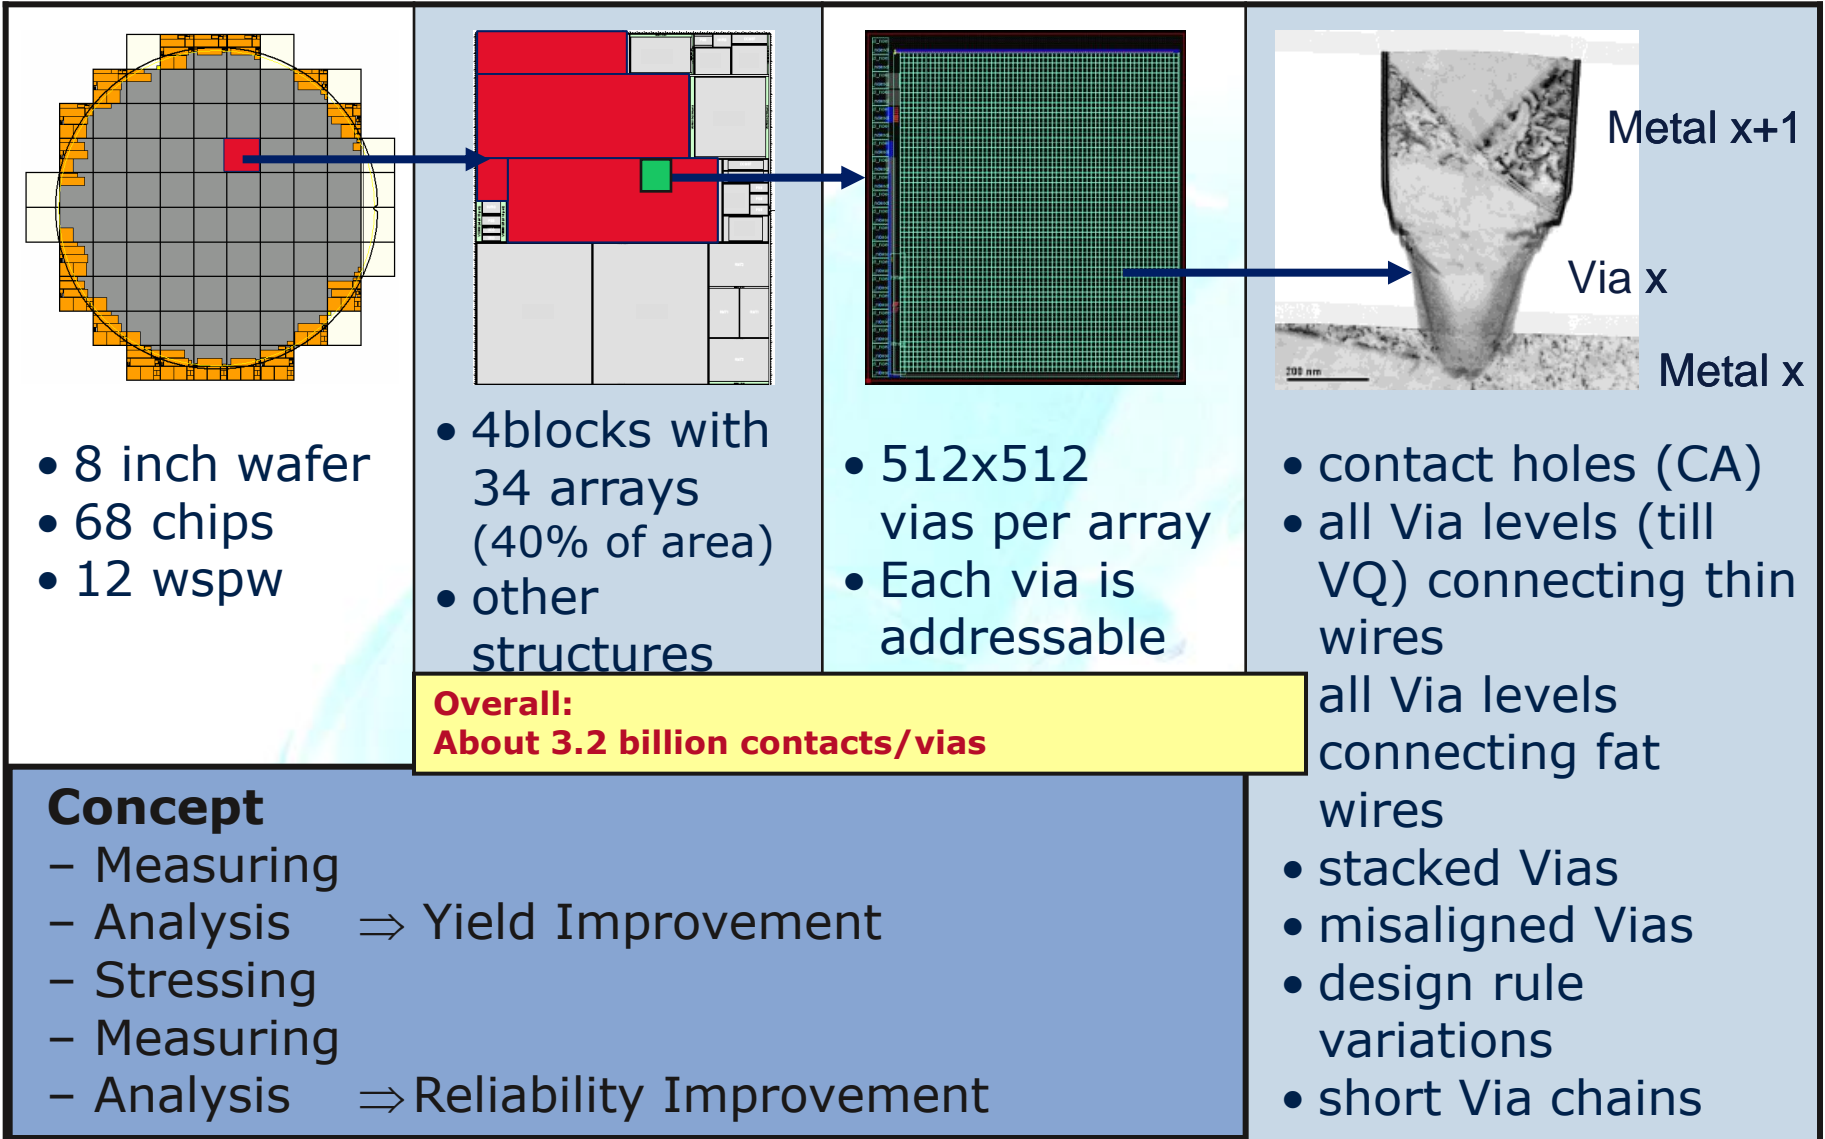 Metal x+1
Via x
Metal x
200 nm
• 8 inch wafer
• 68 chips
• 12 wspw
• 4blocks with
34 arrays
(40% of area)
• other
structures
• 512x512
vias per array
• Each via is
addressable
• contact holes (CA)
• all Via levels (till
VQ) connecting thin
wires
all Via levels
connecting fat
wires
• stacked Vias
• misaligned Vias
• design rule
variations
• short Via chains
Overall:
About 3.2 billion contacts/vias
Concept
– Measuring
– Analysis ⇒ Yield Improvement
– Stressing
– Measuring
– Analysis ⇒ Reliability Improvement